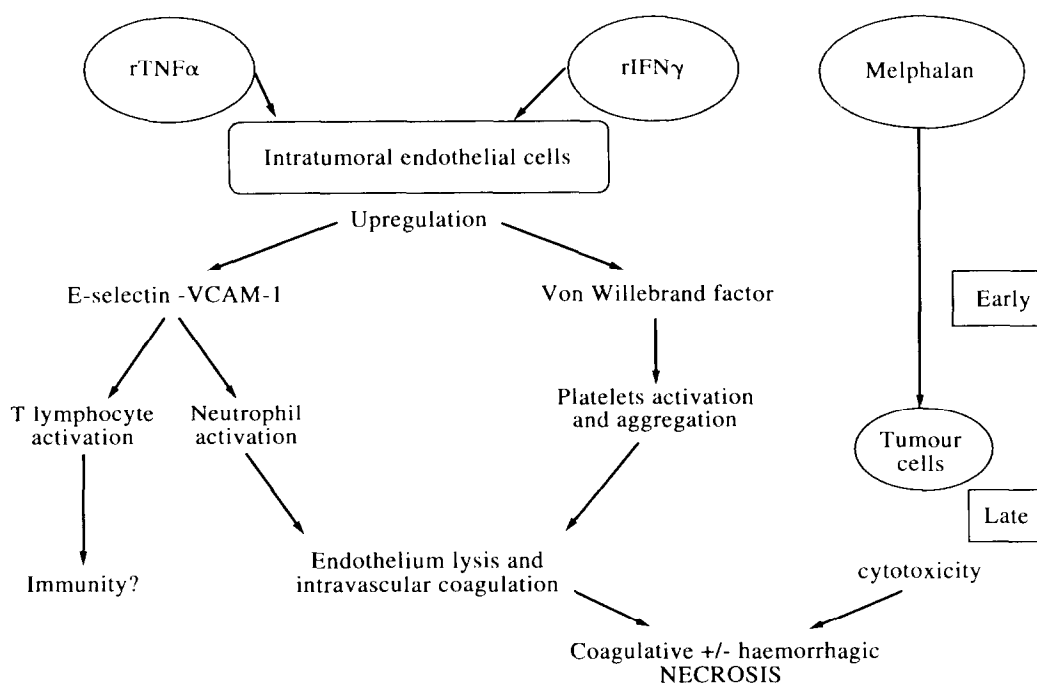 rTNFα
rIFNγ
Melphalan
Intratumoral endothelial cells
Upregulation
E-selectin -VCAM-1
Von Willebrand factor
Early
T lymphocyte
activation
Neutrophil
activation
Platelets activation
and aggregation
Tumour
cells
Late
Immunity?
Endothelium lysis and
intravascular coagulation
cytotoxicity
Coagulative +/- haemorrhagic
NECROSIS